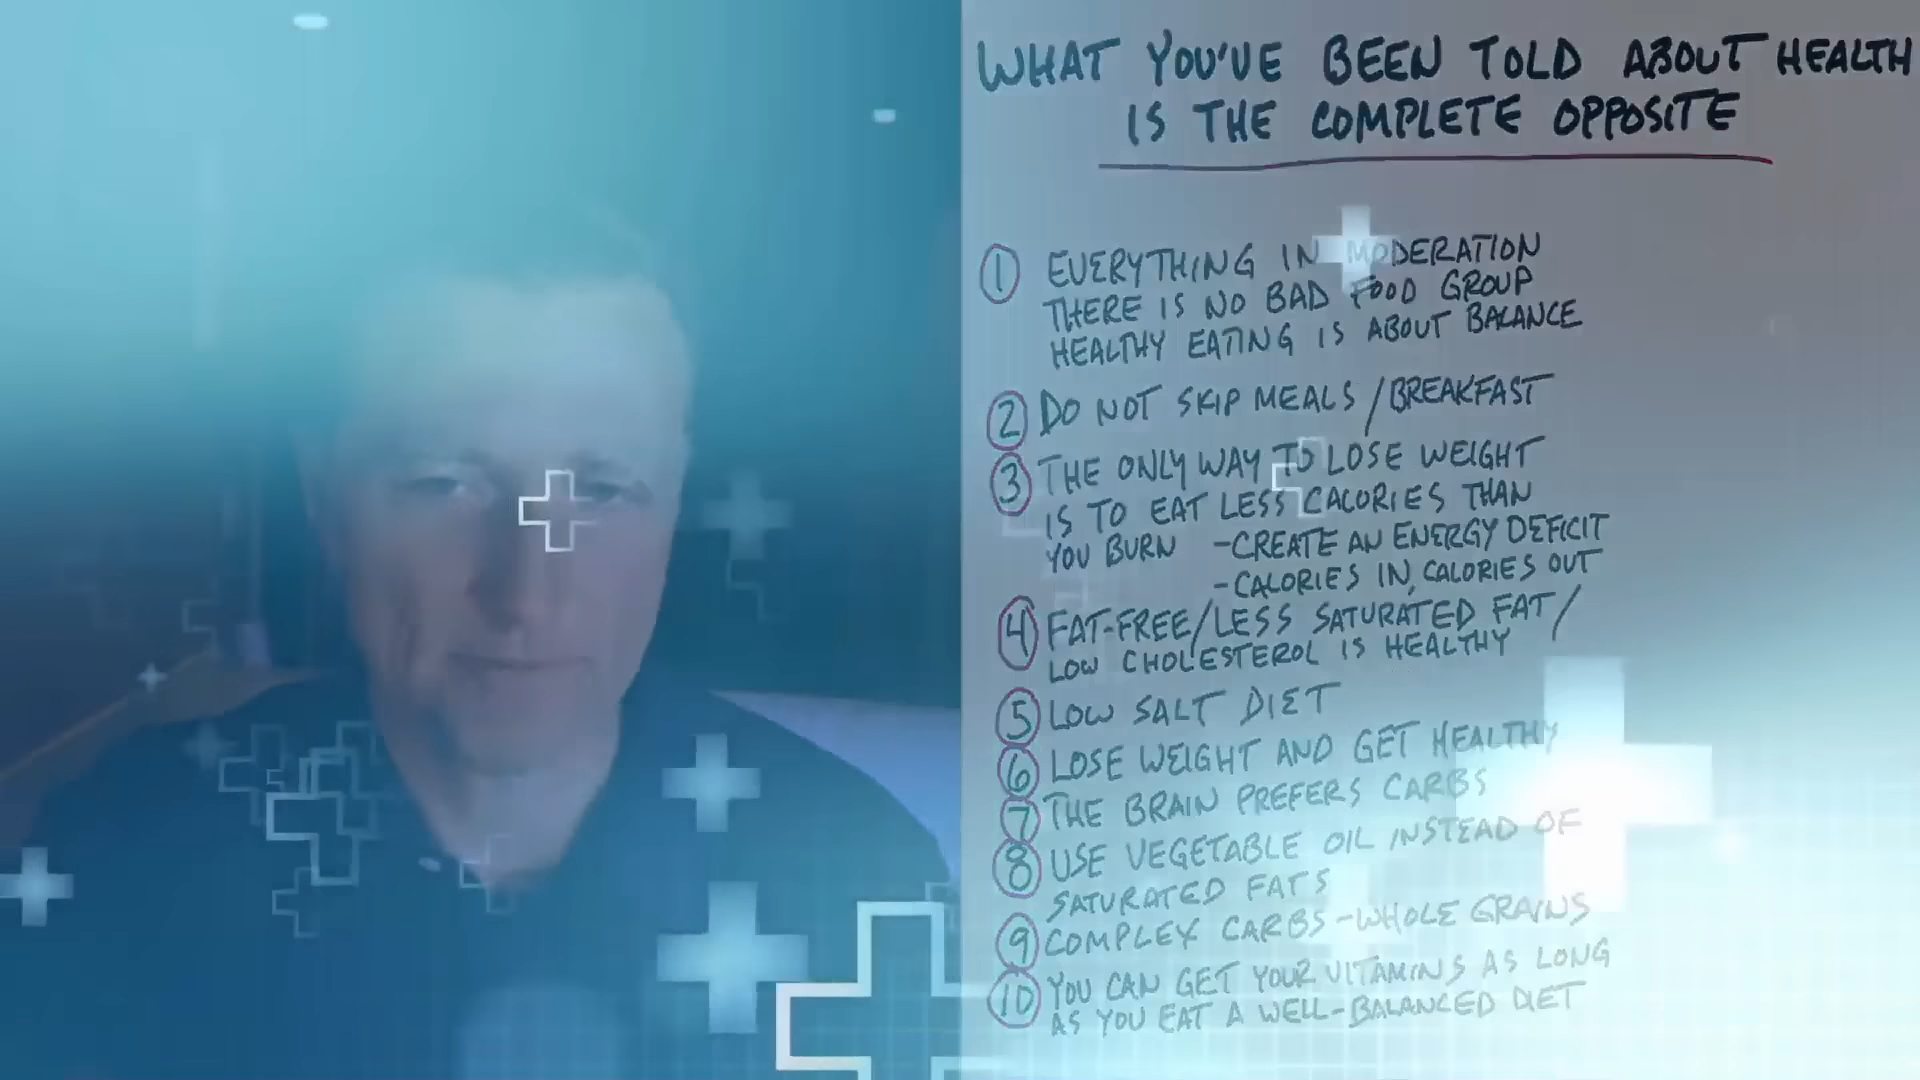 WHAT YOU'VE BEEN TOLD ABOUT HEALTH
IS THE COMPLETE OPPOSITE
① EVERYTHING IN MODERATION
THERE IS NO BAD FOOD GROUP
HEALTHY EATING IS ABOUT BALANCE
② DO NOT SKIP MEALS / BREAKFAST
③ THE ONLY WAY TO LOSE WEIGHT
IS TO EAT LESS CALORIES THAN
YOU BURN - CREATE AN ENERGY DEFICIT
- CALORIES IN, CALORIES OUT
④ FAT-FREE/LESS SATURATED FAT/
LOW CHOLESTEROL IS HEALTHY
⑤ LOW SALT DIET
⑥ LOSE WEIGHT AND GET HEALTHY
⑦ THE BRAIN PREFERS CARBS
⑧ USE VEGETABLE OIL INSTEAD OF
SATURATED FATS
⑨ COMPLEX CARBS - WHOLE GRAINS
⑩ YOU CAN GET YOUR VITAMINS AS LONG
AS YOU EAT A WELL-BALANCED DIET